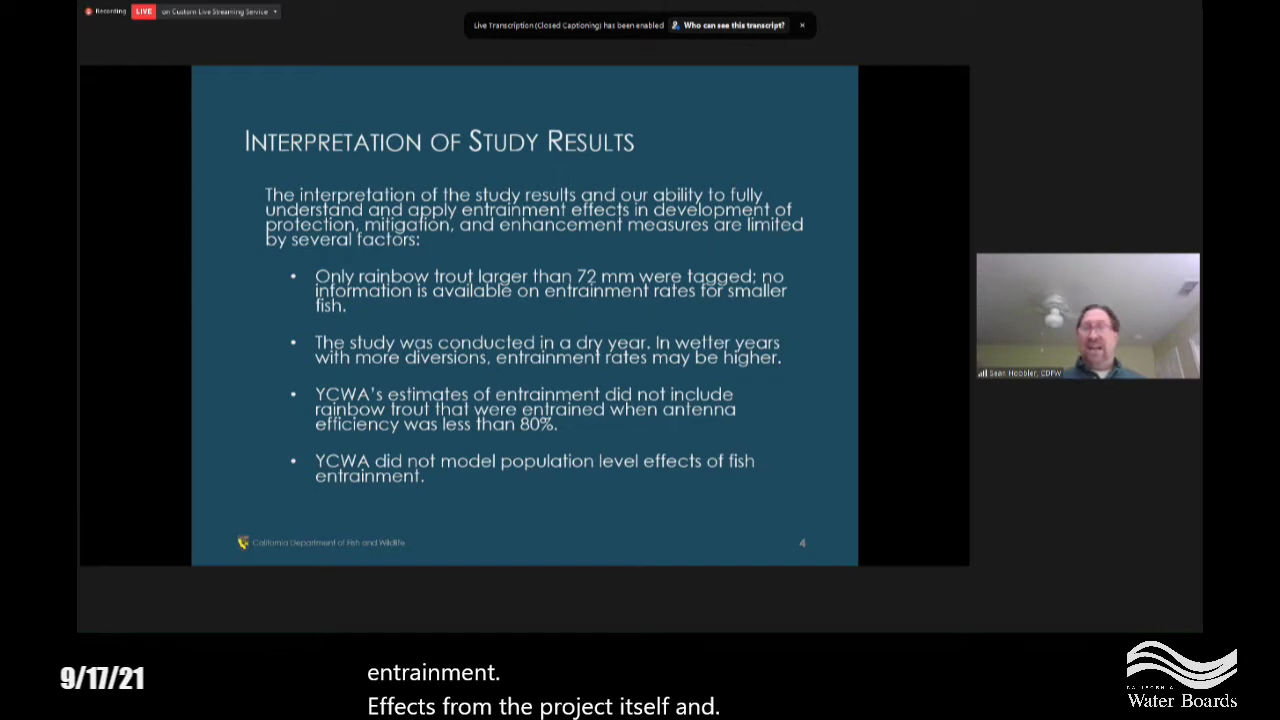 Recording LIVE on Custom Live Streaming Service
Live Transcription (Closed Captioning) has been enabled Who can see this transcript?
INTERPRETATION OF STUDY RESULTS
The interpretation of the study results and our ability to fully
understand and apply entrainment effects in development of
protection, mitigation, and enhancement measures are limited
by several factors:
• Only rainbow trout larger than 72 mm were tagged; no
information is available on entrainment rates for smaller
fish.
• The study was conducted in a dry year. In wetter years
with more diversions, entrainment rates may be higher.
• YCWA's estimates of entrainment did not include
rainbow trout that were entrained when antenna
efficiency was less than 80%.
• YCWA did not model population level effects of fish
entrainment.
California Department of Fish and Wildlife
4
Sean Hoobler, CDFW
9/17/21
entrainment.
Effects from the project itself and.
CALIFORNIA
Water Boards